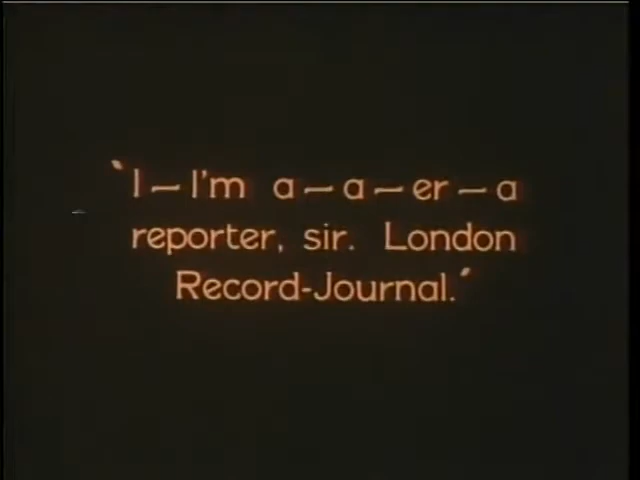 `I—I'm a—a—er—a
reporter, sir. London
Record-Journal.´